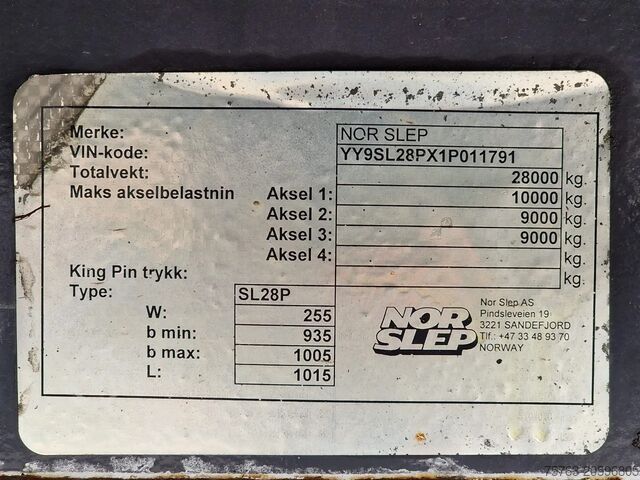 Merke: NOR SLEP
VIN-kode: YY9SL28PX1P011791
Totalvekt: 28000 kg.
Maks akselbelastnin Aksel 1: 10000 kg.
Aksel 2: 9000 kg.
Aksel 3: 9000 kg.
Aksel 4: kg.
King Pin trykk: kg.
Type: SL28P
W: 255
b min: 935
b max: 1005
L: 1015
NOR SLEP
Nor Slep AS
Pindsleveien 19
3221 SANDEFJORD
Tlf.: +47 33 48 93 70
NORWAY